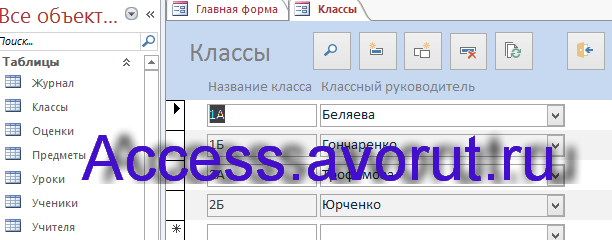 Все объект...
Главная форма
Классы
Поиск...
Таблицы
Журнал
Классы
Оценки
Предметы
Уроки
Ученики
Учителя
Классы
Название класса Классный руководитель
1А Беляева
1Б Гончаренко
2А Трофимова
2Б Юрченко
Access.avorut.ru